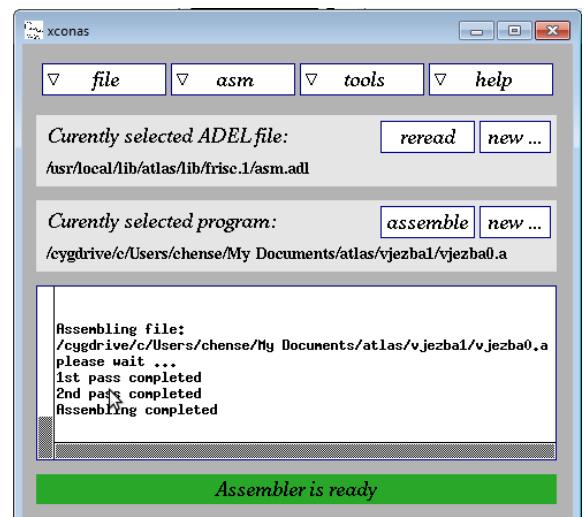 xconas
file asm tools help
Curently selected ADEL file: reread new ...
/usr/local/lib/atlas/lib/frisc.1/asm.adl
Curently selected program: assemble new ...
/cygdrive/c/Users/chense/My Documents/atlas/vjezba1/vjezba0.a
Assembling file:
/cygdrive/c/Users/chense/My Documents/atlas/vjezba1/vjezba0.a
please wait ...
1st pass completed
2nd pass completed
Assembling completed
Assembler is ready